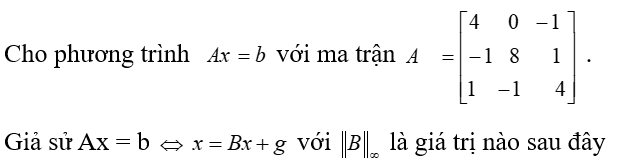 Cho phương trình Ax = b với ma trận A = [4 0 −1; −1 8 1; 1 −1 4] .
Giả sử Ax = b ⇔ x = Bx + g với ‖B‖∞ là giá trị nào sau đây